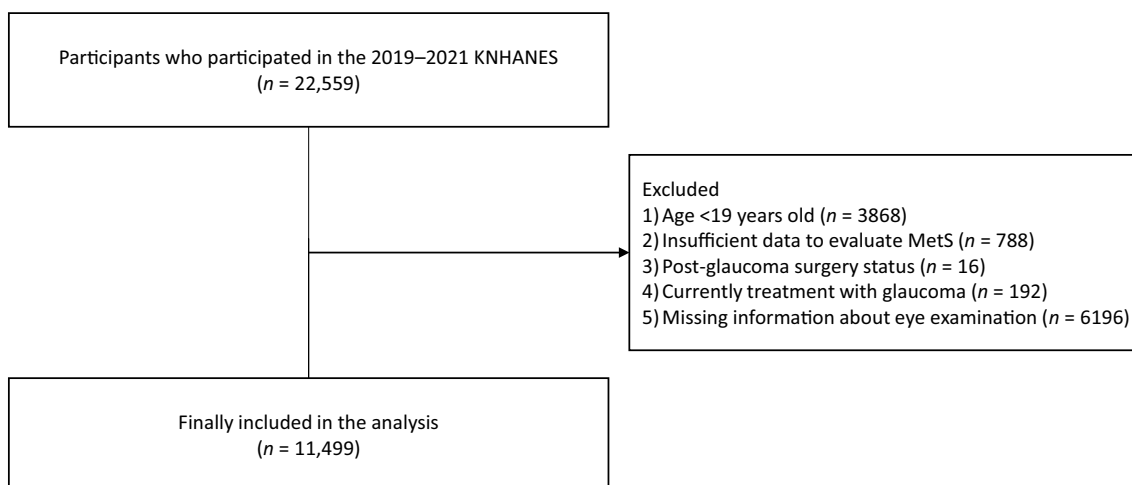 Participants who participated in the 2019–2021 KNHANES
(n = 22,559)
Excluded
1) Age <19 years old (n = 3868)
2) Insufficient data to evaluate MetS (n = 788)
3) Post-glaucoma surgery status (n = 16)
4) Currently treatment with glaucoma (n = 192)
5) Missing information about eye examination (n = 6196)
Finally included in the analysis
(n = 11,499)